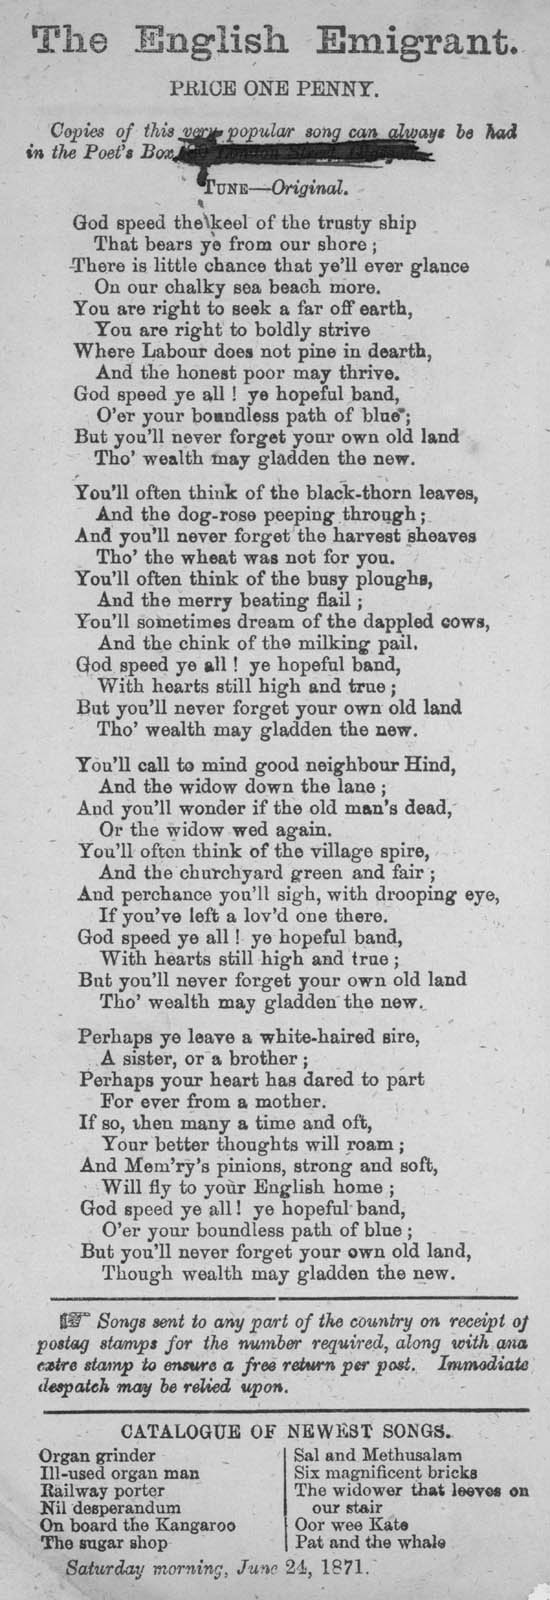 The English Emigrant.
PRICE ONE PENNY.
Copies of this very popular song can always be had
in the Poet's Box, London Street,
TUNE—Original.
God speed the keel of the trusty ship
That bears ye from our shore ;
There is little chance that ye'll ever glance
On our chalky sea beach more.
You are right to seek a far off earth,
You are right to boldly strive
Where Labour does not pine in dearth,
And the honest poor may thrive.
God speed ye all ! ye hopeful band,
O'er your boundless path of blue ;
But you'll never forget your own old land
Tho' wealth may gladden the new.
You'll often think of the black-thorn leaves,
And the dog-rose peeping through ;
And you'll never forget the harvest sheaves
Tho' the wheat was not for you.
You'll often think of the busy ploughs,
And the merry beating flail ;
You'll sometimes dream of the dappled cows,
And the chink of the milking pail.
God speed ye all ! ye hopeful band,
With hearts still high and true ;
But you'll never forget your own old land
Tho' wealth may gladden the new.
You'll call to mind good neighbour Hind,
And the widow down the lane ;
And you'll wonder if the old man's dead,
Or the widow wed again.
You'll often think of the village spire,
And the churchyard green and fair ;
And perchance you'll sigh, with drooping eye,
If you've left a lov'd one there.
God speed ye all ! ye hopeful band,
With hearts still high and true ;
But you'll never forget your own old land
Tho' wealth may gladden the new.
Perhaps ye leave a white-haired sire,
A sister, or a brother ;
Perhaps your heart has dared to part
For ever from a mother.
If so, then many a time and oft,
Your better thoughts will roam ;
And Mem'ry's pinions, strong and soft,
Will fly to your English home ;
God speed ye all ! ye hopeful band,
O'er your boundless path of blue ;
But you'll never forget your own old land,
Though wealth may gladden the new.
☞ Songs sent to any part of the country on receipt of
postag stamps for the number required, along with ana
extre stamp to ensure a free return per post. Immediate
despatch may be relied upon.
CATALOGUE OF NEWEST SONGS.
Organ grinder
Ill-used organ man
Railway porter
Nil desperandum
On board the Kangaroo
The sugar shop
Sal and Methusalam
Six magnificent bricks
The widower that leeves on
our stair
Oor wee Kate
Pat and the whale
Saturday morning, June 24, 1871.